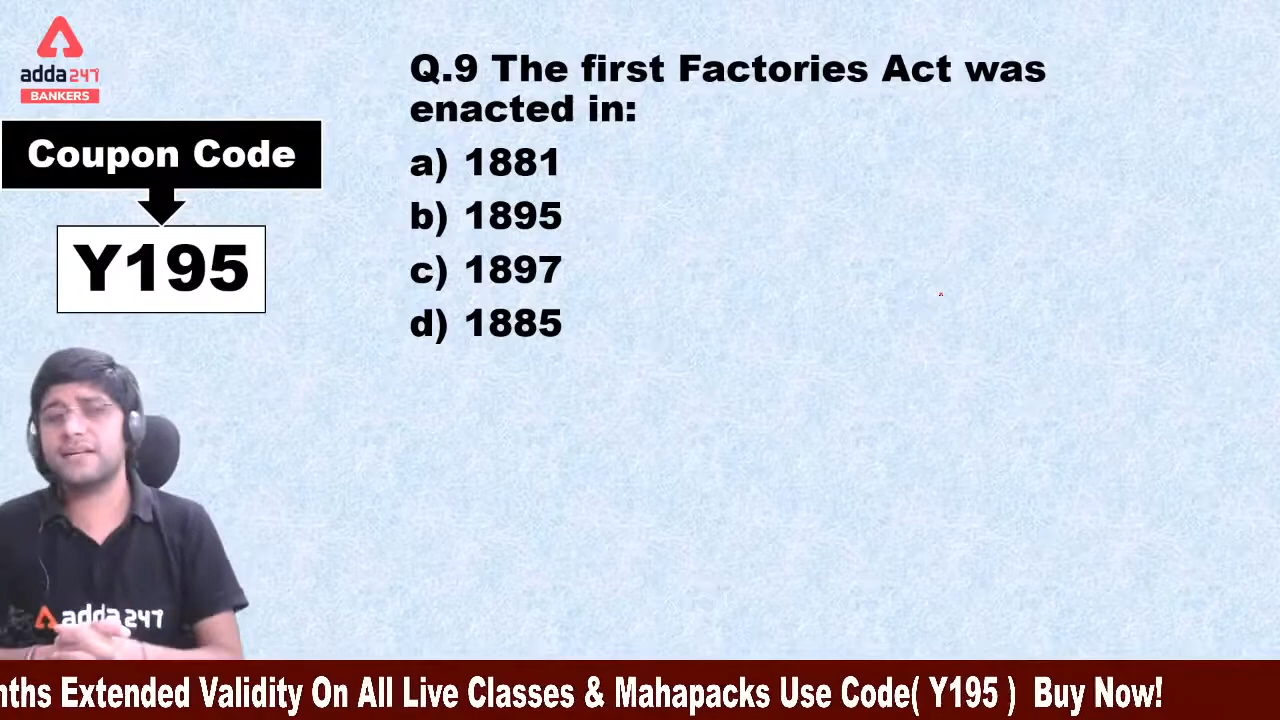 adda247
BANKERS
Coupon Code
Y195
Q.9 The first Factories Act was
enacted in:
a) 1881
b) 1895
c) 1897
d) 1885
adda247
nths Extended Validity On All Live Classes & Mahapacks Use Code( Y195 ) Buy Now!